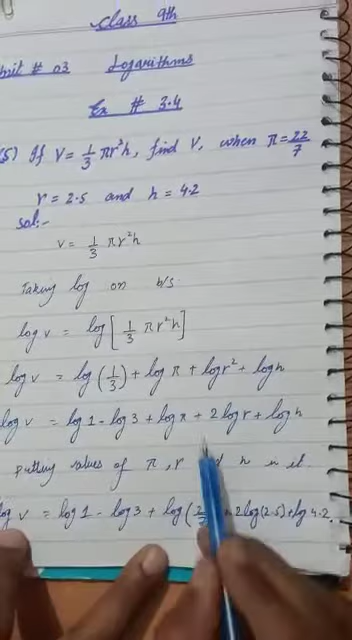 Class 9th
Unit # 03 Logarithms
Ex # 3.4
(5) If V = 1/3 πr²h, find V, when π = 22/7
r = 2.5 and h = 4.2
Sol:-
V = 1/3 πr²h
Taking log on b/s
log V = log[1/3 πr²h]
log V = log(1/3) + log π + log r² + log h
log V = log 1 - log 3 + log π + 2 log r + log h
putting values of π, r h in it.
log V = log 1 - log 3 + log(22/7) + 2 log(2.5) + log 4.2